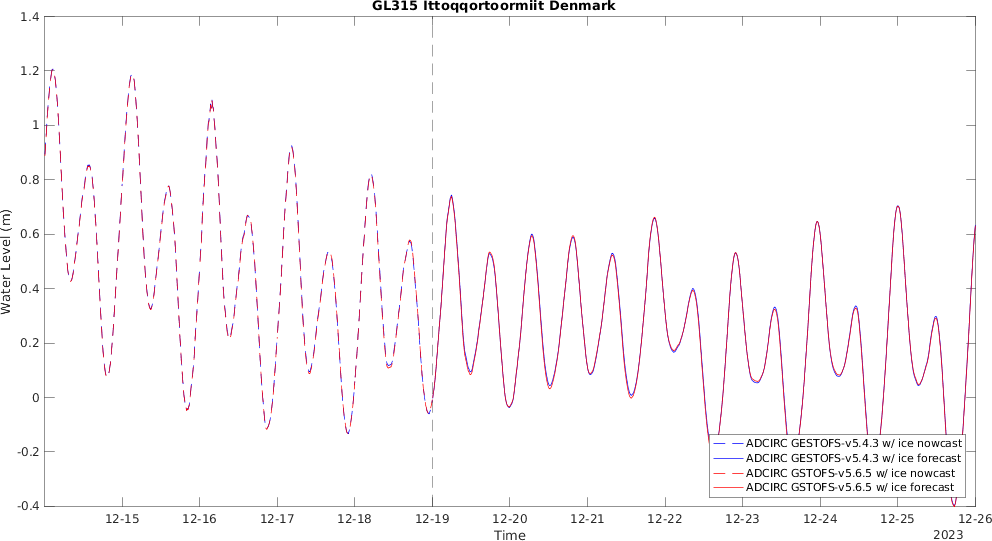 GL315 Ittoqqortoormiit Denmark
1.4
1.2
1
0.8
0.6
0.4
0.2
0
-0.2
-0.4
Water Level (m)
ADCIRC GESTOFS-v5.4.3 w/ ice nowcast
ADCIRC GESTOFS-v5.4.3 w/ ice forecast
ADCIRC GSTOFS-v5.6.5 w/ ice nowcast
ADCIRC GSTOFS-v5.6.5 w/ ice forecast
12-15 12-16 12-17 12-18 12-19 12-20 12-21 12-22 12-23 12-24 12-25 12-26
Time
2023